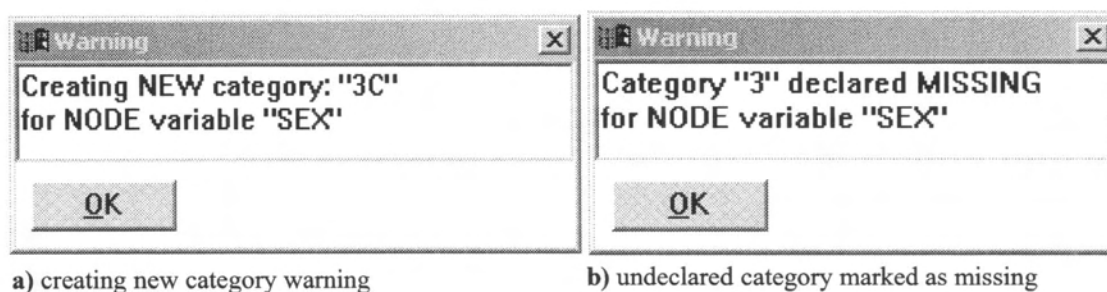 Warning
Creating NEW category: "3C"
for NODE variable "SEX"
OK
a) creating new category warning
Warning
Category "3" declared MISSING
for NODE variable "SEX"
OK
b) undeclared category marked as missing